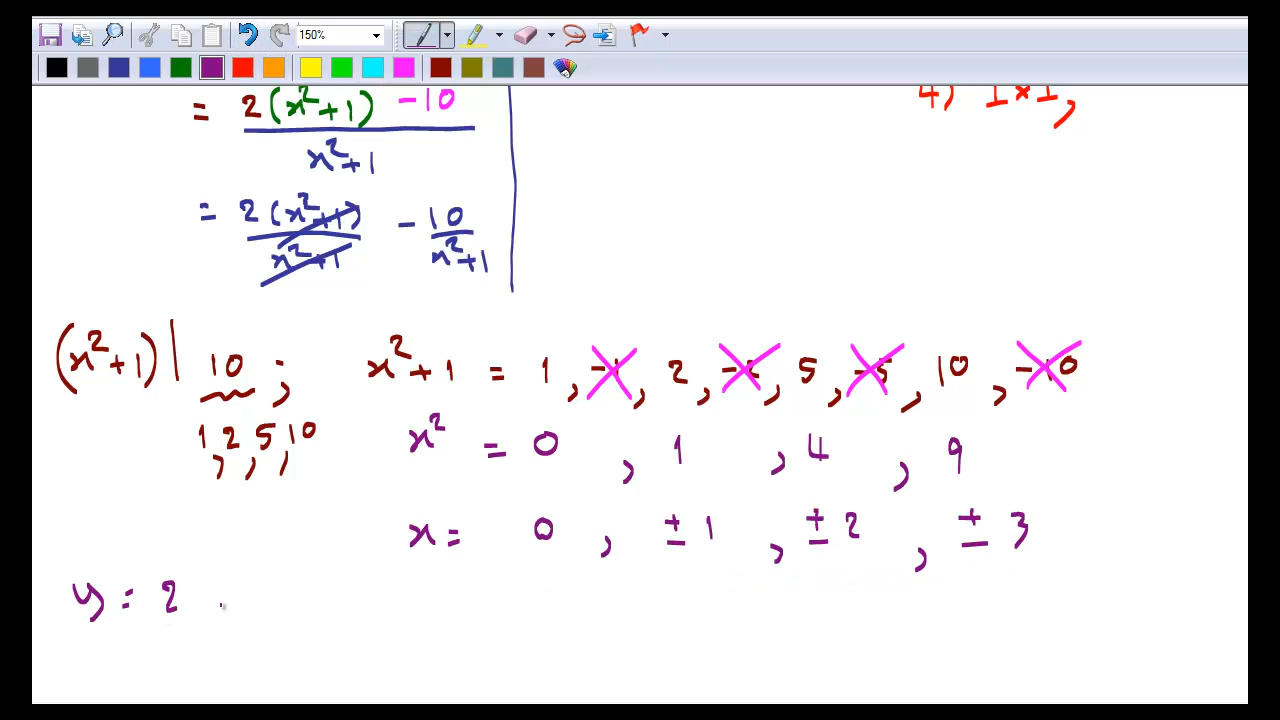 150%
= 2(x²+1) -10 / x²+1
4) 1×1,
= 2(x²+1) / x²+1 - 10 / x²+1
(x²+1) | 10 ; x²+1 = 1, -1, 2, -2, 5, -5, 10, -10
1, 2, 5, 10
x² = 0, 1, 4, 9
x = 0, ±1, ±2, ±3
y = 2